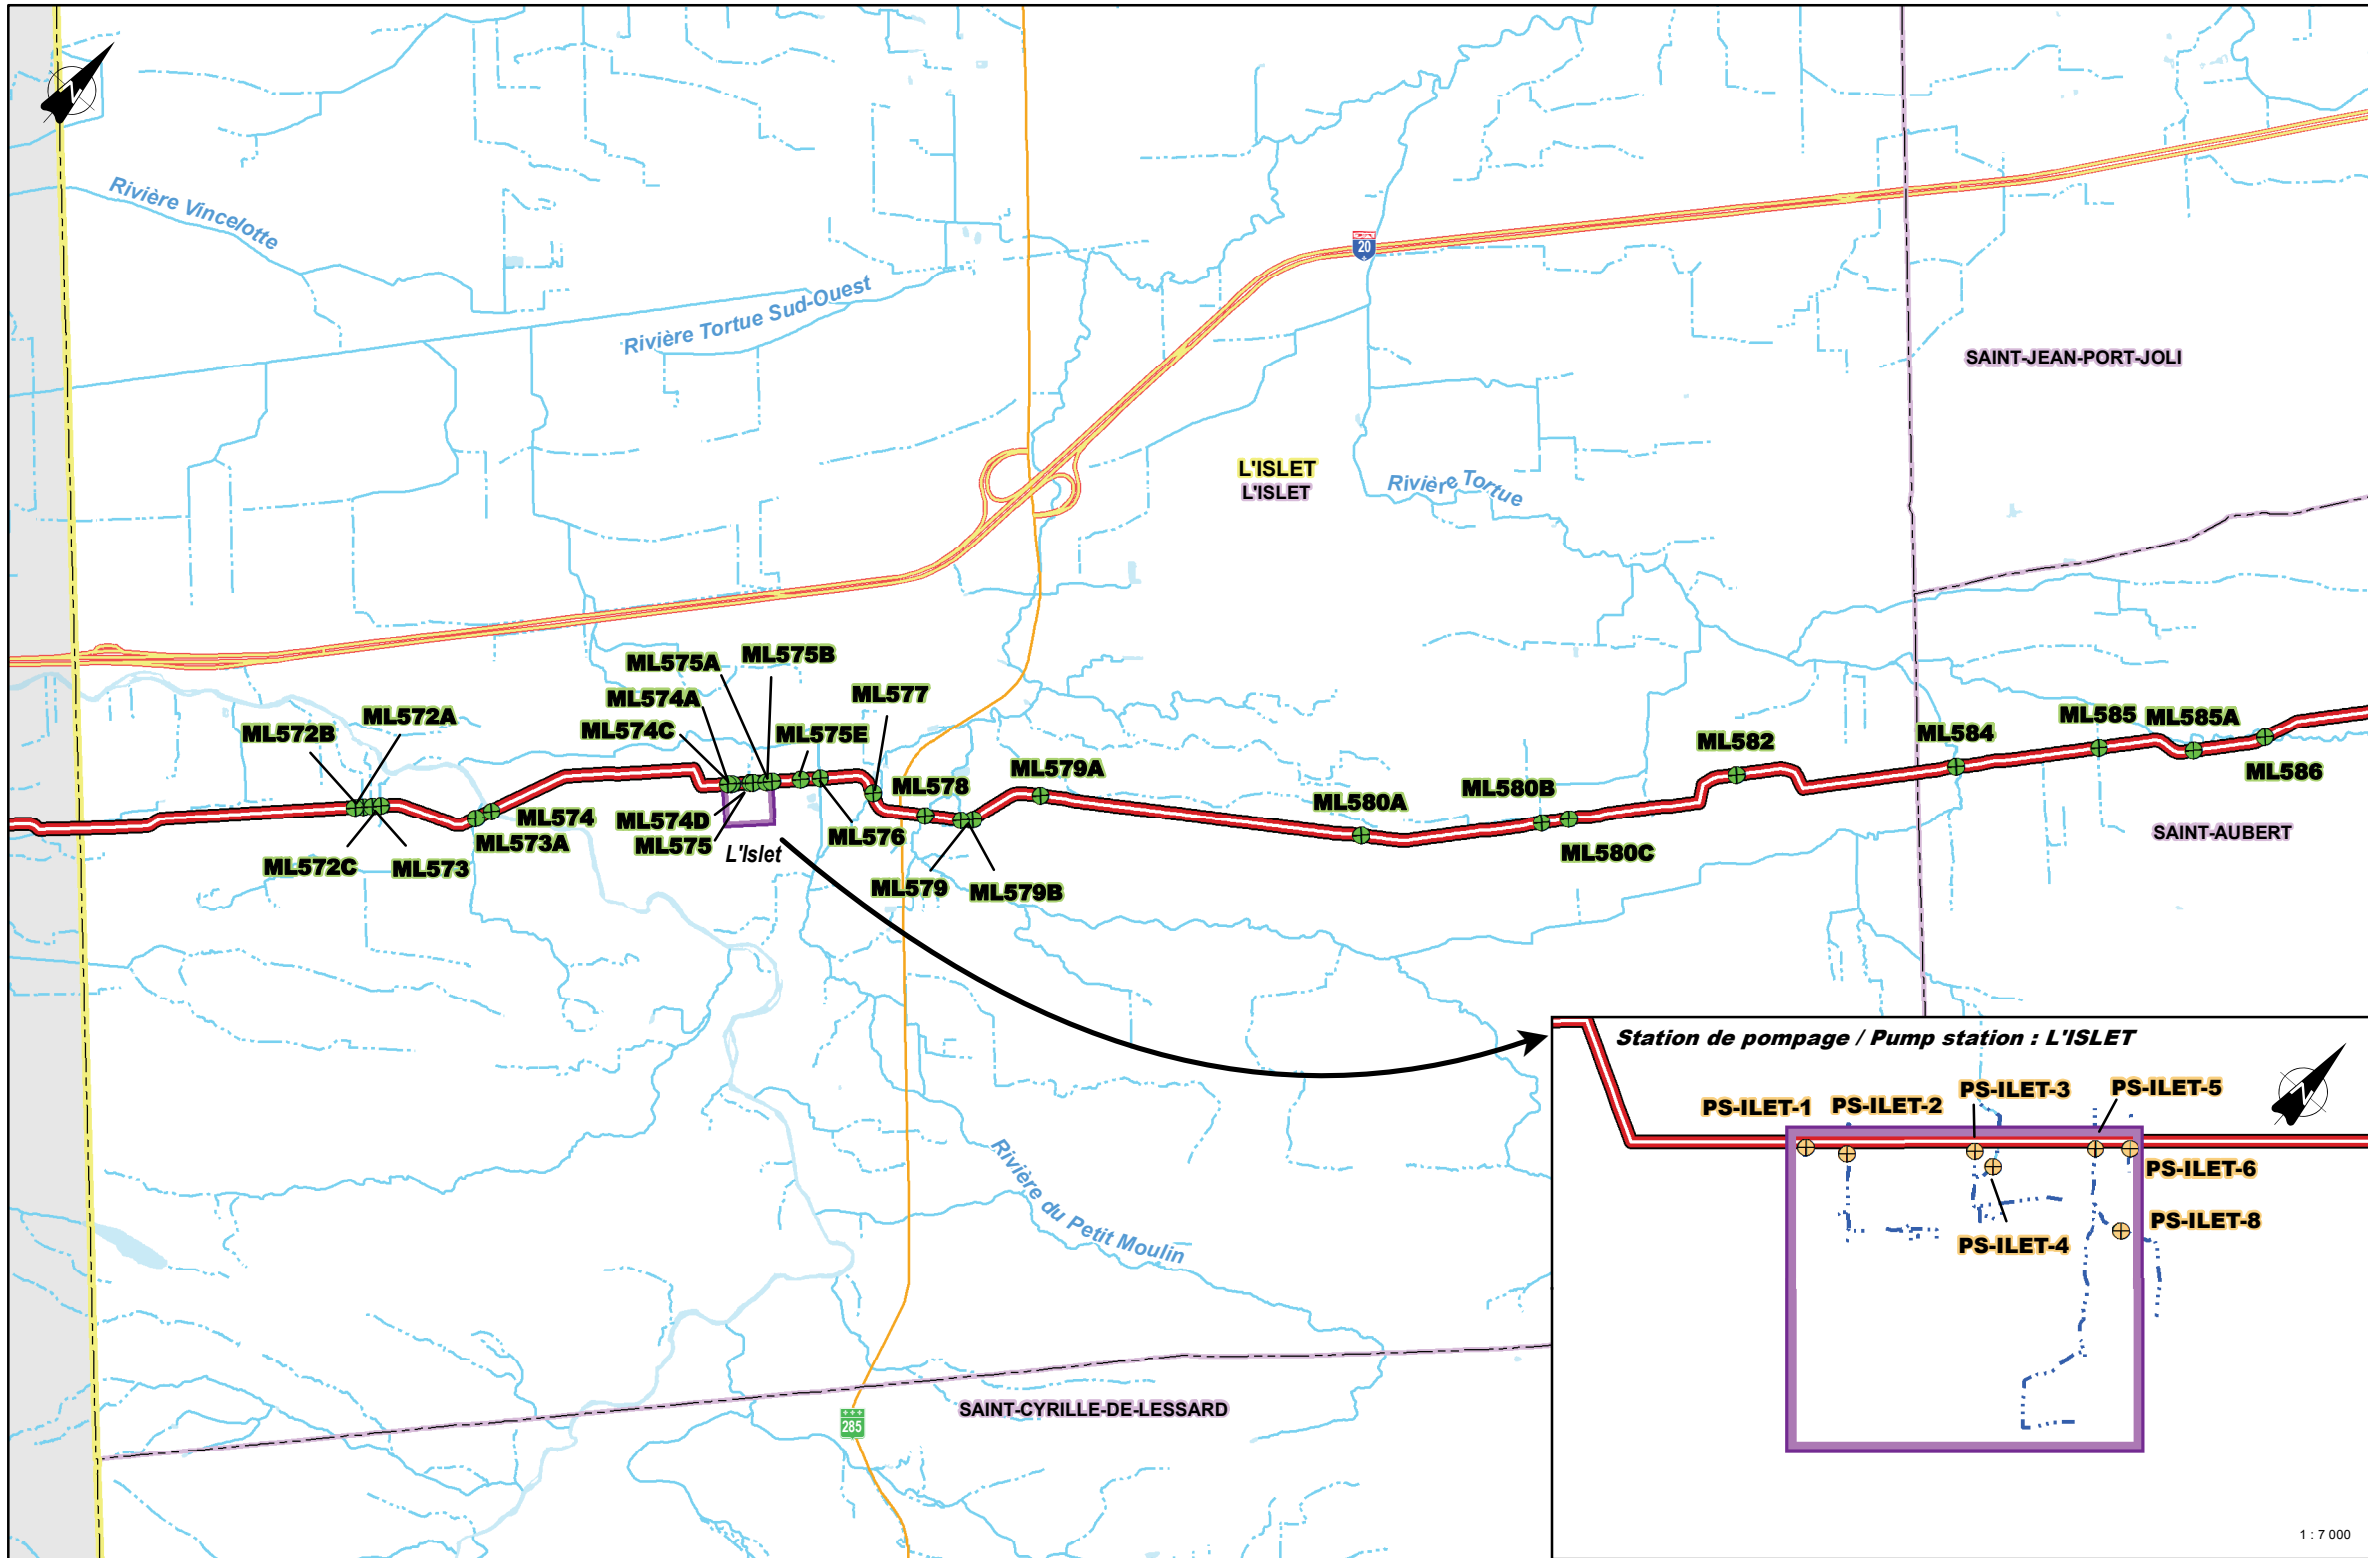 Rivière Vincelotte
Rivière Tortue Sud-Ouest
20
SAINT-JEAN-PORT-JOLI
L'ISLET
L'ISLET
Rivière Tortue
ML575A
ML575B
ML574A
ML577
ML572A
ML572B
ML574C
ML575E
ML582
ML584
ML585
ML585A
ML586
ML578
ML579A
ML580A
ML580B
ML574
ML574D
ML573A
ML575
ML576
L'Islet
ML580C
SAINT-AUBERT
ML572C
ML573
ML579
ML579B
Station de pompage / Pump station : L'ISLET
PS-ILET-1
PS-ILET-2
PS-ILET-3
PS-ILET-5
PS-ILET-6
PS-ILET-8
PS-ILET-4
Rivière du Petit Moulin
SAINT-CYRILLE-DE-LESSARD
285
1 : 7 000
N
N